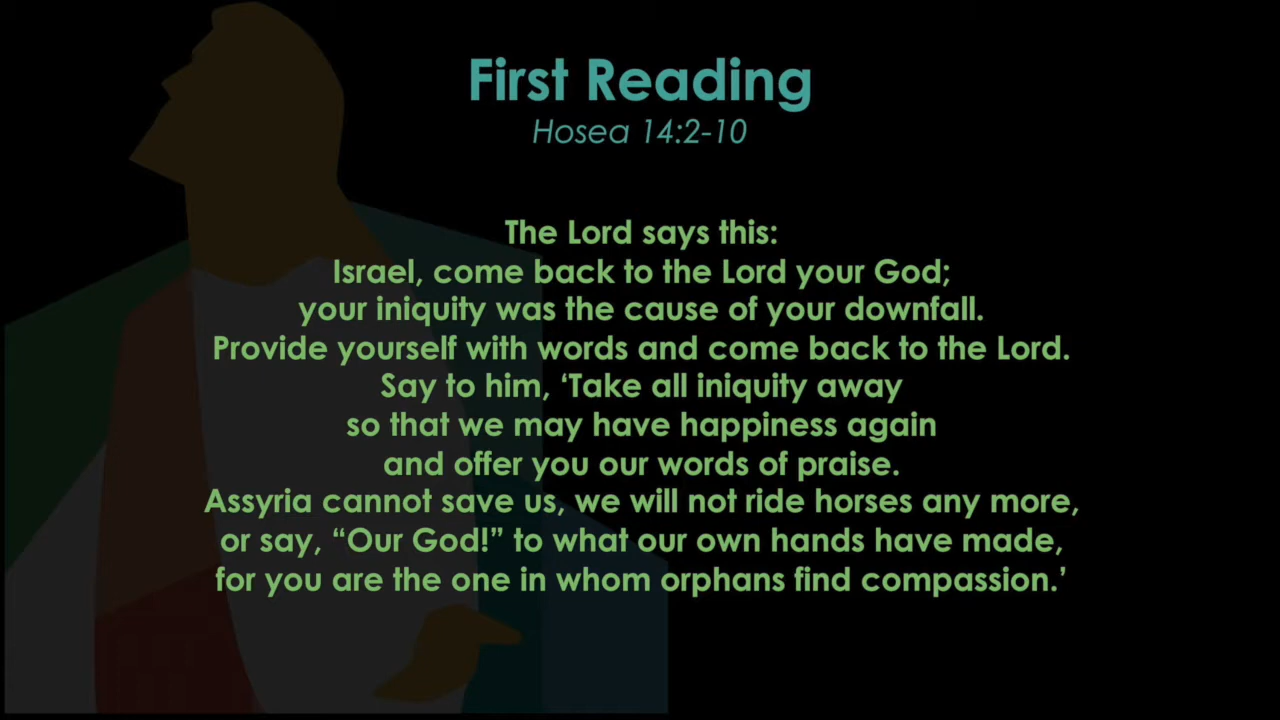 First Reading
Hosea 14:2-10
The Lord says this:
Israel, come back to the Lord your God;
your iniquity was the cause of your downfall.
Provide yourself with words and come back to the Lord.
Say to him, ‘Take all iniquity away
so that we may have happiness again
and offer you our words of praise.
Assyria cannot save us, we will not ride horses any more,
or say, “Our God!” to what our own hands have made,
for you are the one in whom orphans find compassion.’